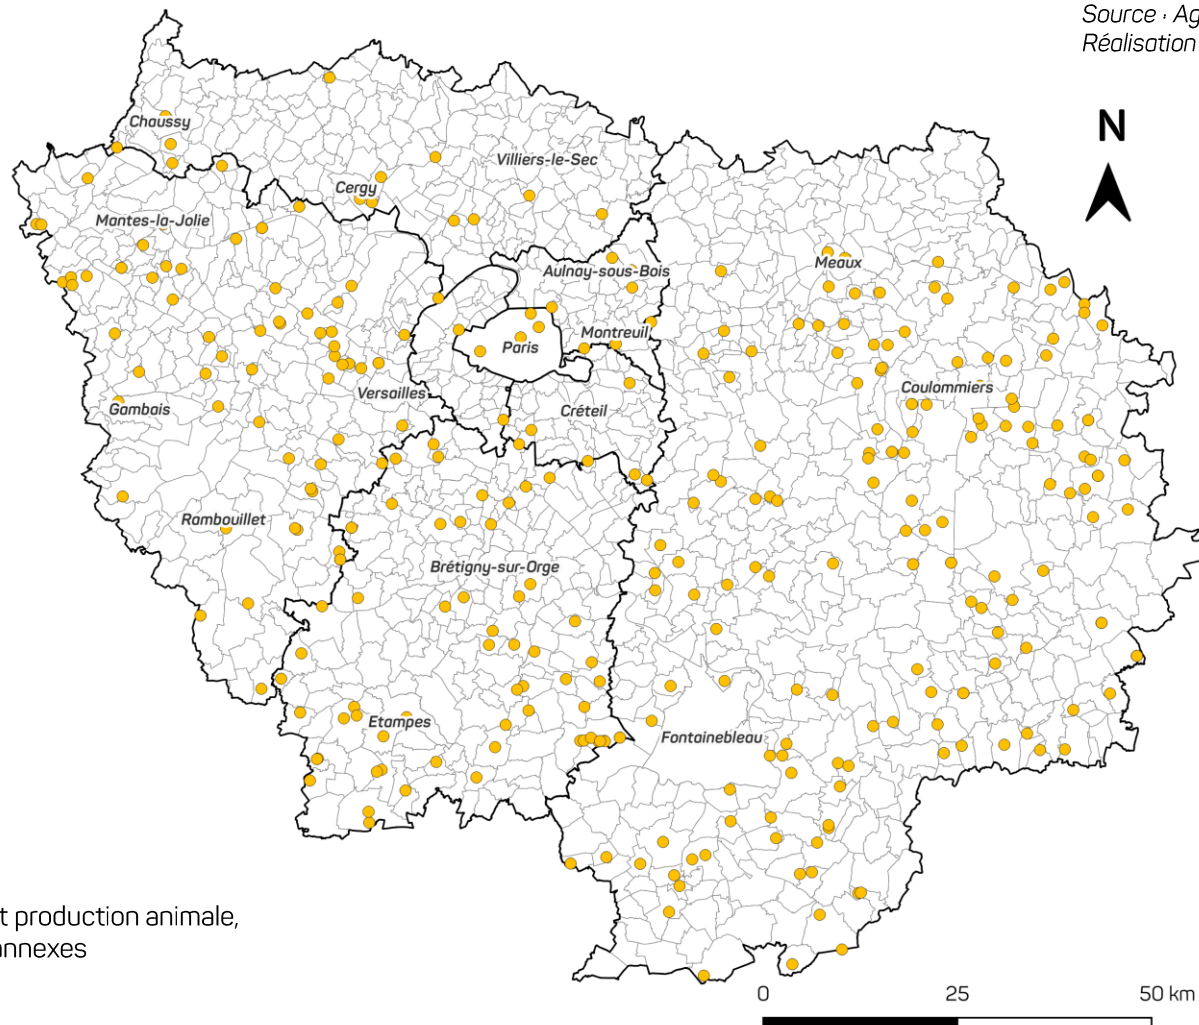 Source : Ag
Réalisation
N
Chaussy
Villiers-le-Sec
Cergy
Mantes-la-Jolie
Aulnay-sous-Bois
Meaux
Montreuil
Paris
Versailles
Coulommiers
Gambais
Créteil
Rambouillet
Brétigny-sur-Orge
Etampes
Fontainebleau
t production animale,
annexes
0 25 50 km